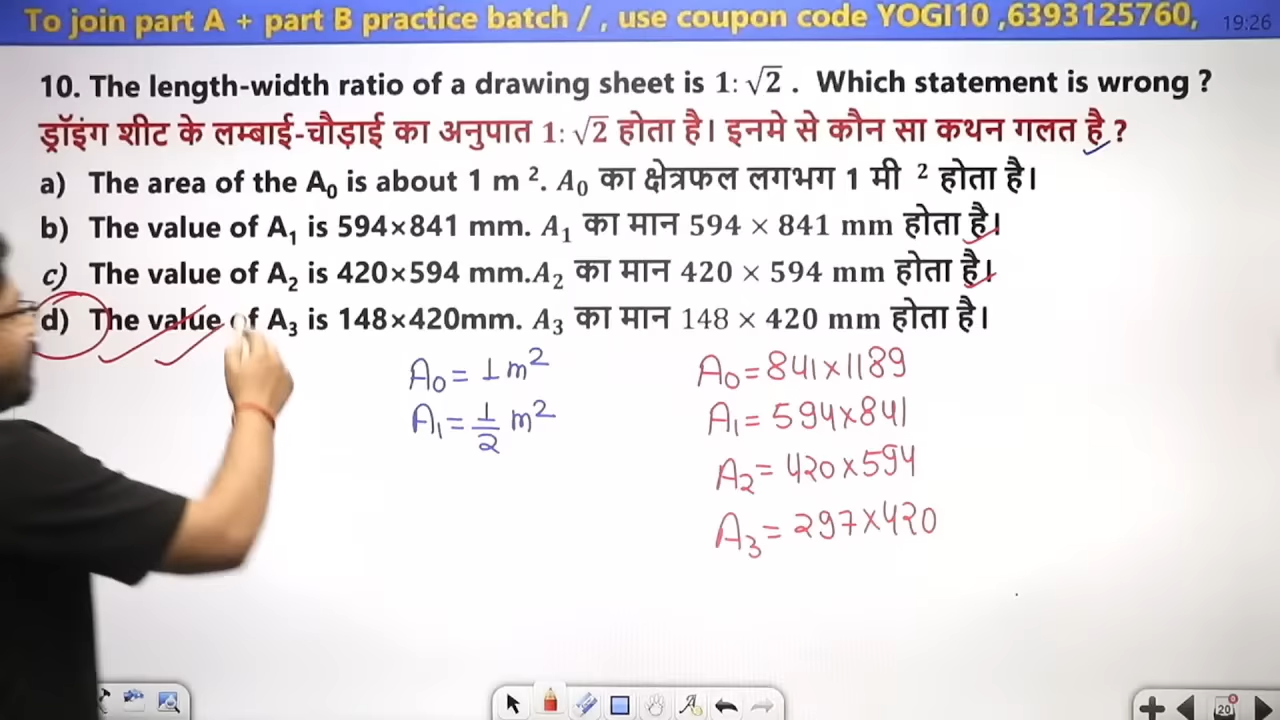 To join part A + part B practice batch / , use coupon code YOGI10 ,6393125760,
19:26
10. The length-width ratio of a drawing sheet is 1: √2 . Which statement is wrong ?
ड्रॉइंग शीट के लम्बाई-चौड़ाई का अनुपात 1: √2 होता है। इनमे से कौन सा कथन गलत है ?
a) The area of the A₀ is about 1 m ². A₀ का क्षेत्रफल लगभग 1 मी ² होता है।
b) The value of A₁ is 594×841 mm. A₁ का मान 594 × 841 mm होता है।
c) The value of A₂ is 420×594 mm.A₂ का मान 420 × 594 mm होता है।
d) The value of A₃ is 148×420mm. A₃ का मान 148 × 420 mm होता है।
A₀ = 1 m²
A₁ = 1/2 m²
A₀ = 841×1189
A₁ = 594×841
A₂ = 420×594
A₃ = 297×420
20